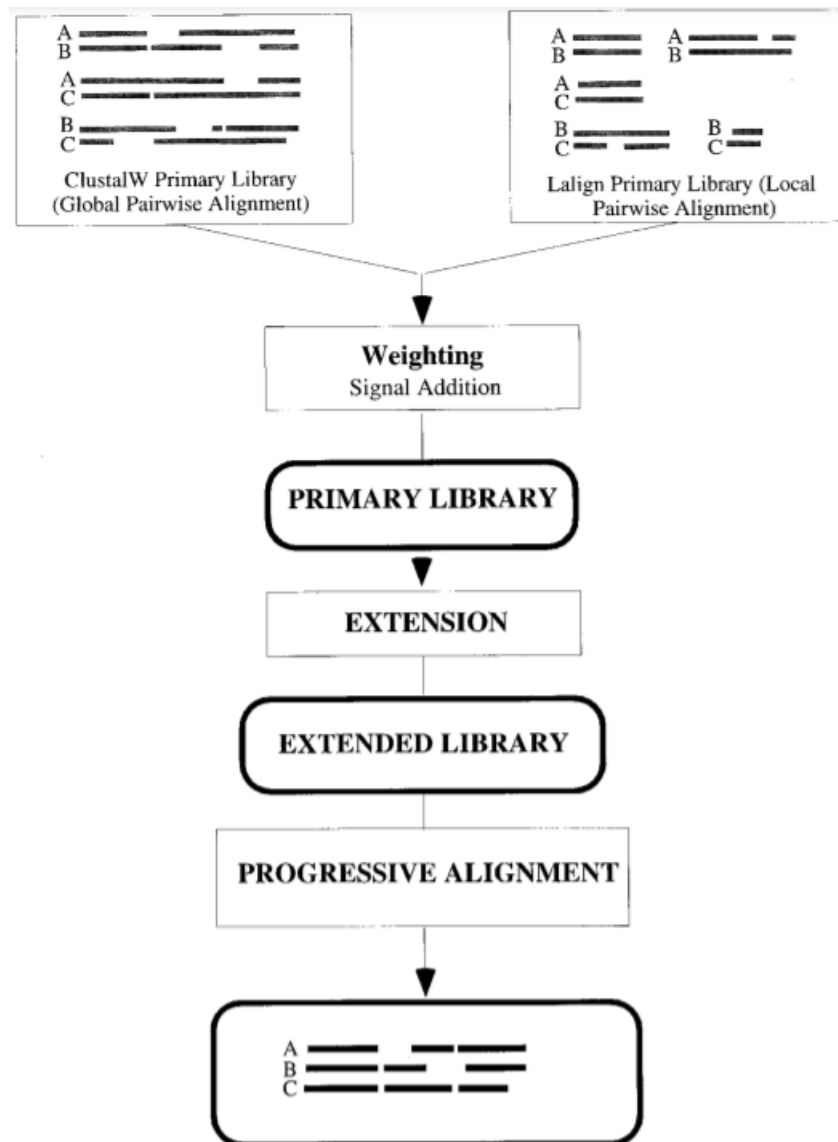 A
B
A
C
B
C
ClustalW Primary Library
(Global Pairwise Alignment)
A
B
A
B
A
C
B
C
B
C
Lalign Primary Library (Local
Pairwise Alignment)
Weighting
Signal Addition
PRIMARY LIBRARY
EXTENSION
EXTENDED LIBRARY
PROGRESSIVE ALIGNMENT
A
B
C